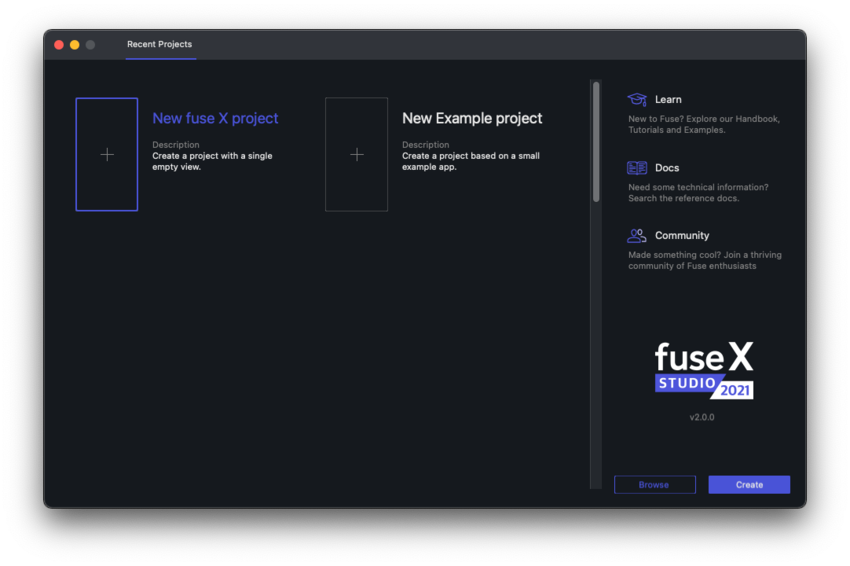 Recent Projects
New fuse X project
Description
Create a project with a single
empty view.
New Example project
Description
Create a project based on a small
example app.
Learn
New to Fuse? Explore our Handbook,
Tutorials and Examples.
Docs
Need some technical information?
Search the reference docs.
Community
Made something cool? Join a thriving
community of Fuse enthusiasts
fuse X
STUDIO
2021
v2.0.0
Browse
Create